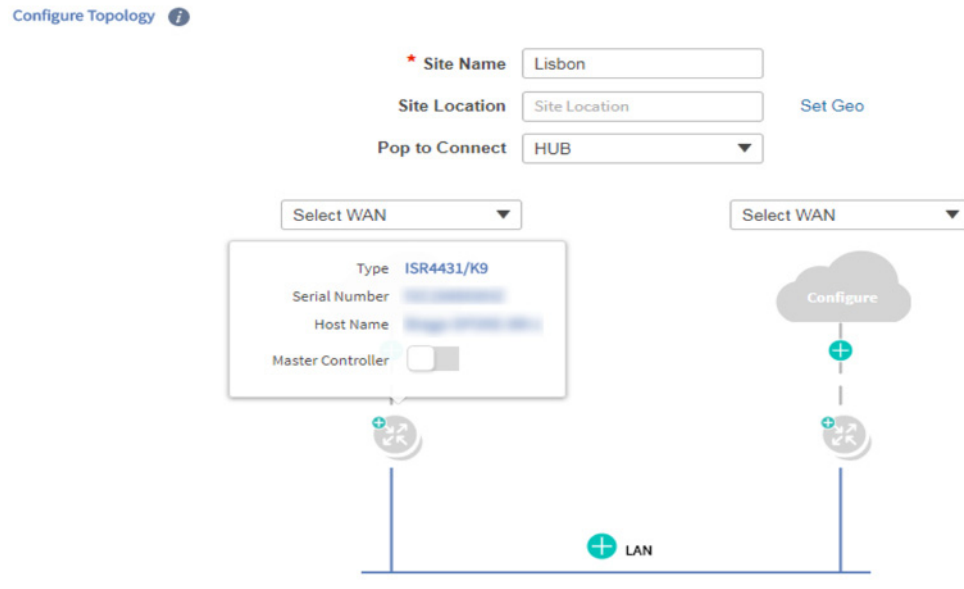 Configure Topology i
* Site Name Lisbon
Site Location Site Location Set Geo
Pop to Connect HUB
Select WAN Select WAN
Type ISR4431/K9
Serial Number
Host Name
Master Controller
Configure
LAN